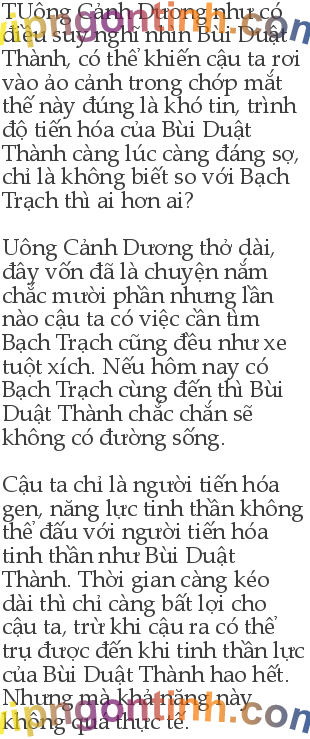 TUông Cảnh Dương như có
điều suy nghĩ nhìn Bùi Duật
Thành, có thể khiến cậu ta rơi
vào ảo cảnh trong chớp mắt
thế này đúng là khó tin, trình
độ tiến hóa của Bùi Duật
Thành càng lúc càng đáng sợ,
chỉ là không biết so với Bạch
Trạch thì ai hơn ai?
Uông Cảnh Dương thở dài,
đây vốn đã là chuyện nắm
chắc mười phần nhưng lần
nào cậu ta có việc cần tìm
Bạch Trạch cũng đều như xe
tuột xích. Nếu hôm nay có
Bạch Trạch cùng đến thì Bùi
Duật Thành chắc chắn sẽ
không có đường sống.
Cậu ta chỉ là người tiến hóa
gen, năng lực tinh thần không
thể đấu với người tiến hóa
tinh thần như Bùi Duật
Thành. Thời gian càng kéo
dài thì chỉ càng bất lợi cho
cậu ta, trừ khi cậu ra có thể
trụ được đến khi tinh thần lực
của Bùi Duật Thành hao hết.
Nhưng mà khả năng này
không quá thực tế.
vipngontinh.com
vipngontinh.com